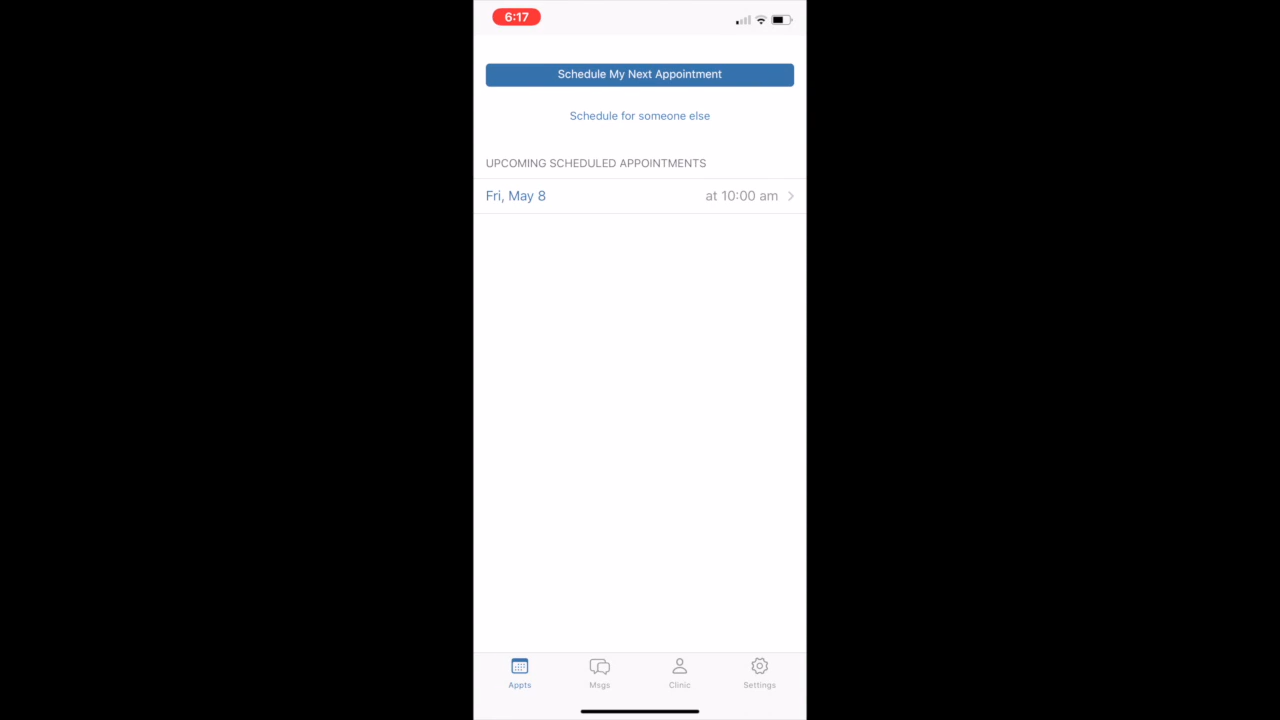 6:17
Schedule My Next Appointment
Schedule for someone else
UPCOMING SCHEDULED APPOINTMENTS
Fri, May 8 at 10:00 am
Appts Msgs Clinic Settings